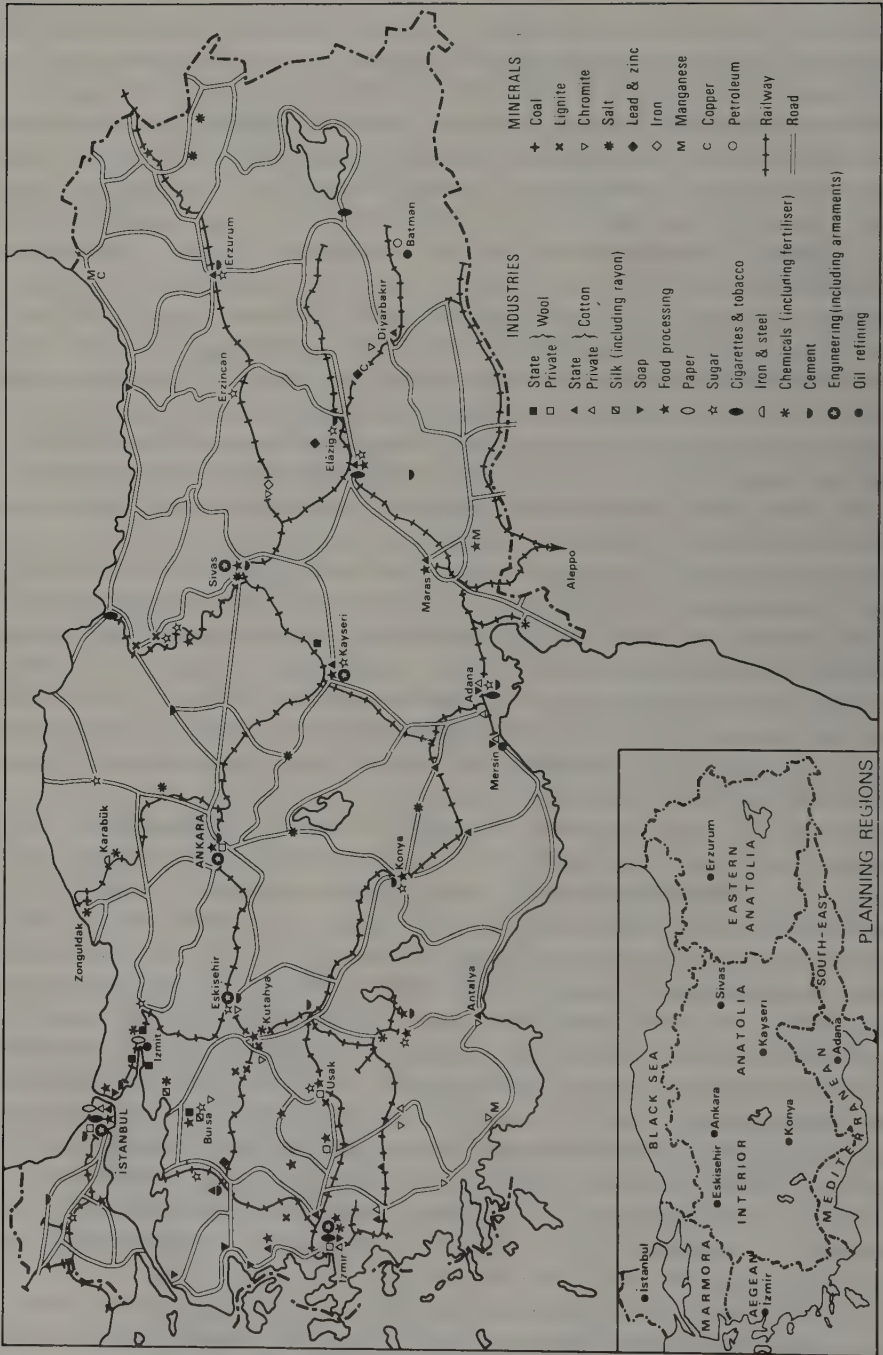 Zonguldak
Karabük
ISTANBUL
Izmit
ANKARA
Eskisehir
Bursa
Kutahya
Usak
Izmir
Antalya
Konya
Kayseri
Sivas
Erzincan
Erzurum
M
C
Elâzig
Diyarbakir
C
Batman
Maras
M
Adana
Mersin
Aleppo
M
INDUSTRIES
State } Wool
Private
State } Cotton
Private
Silk (including rayon)
Soap
Food processing
Paper
Sugar
Cigarettes & tobacco
Iron & steel
Chemicals (including fertiliser)
Cement
Engineering (including armaments)
Oil refining
MINERALS
Coal
Lignite
Chromite
Salt
Lead & zinc
Iron
M Manganese
C Copper
Petroleum
Railway
Road
Istanbul
MARMORA
AEGEAN
Izmir
BLACK SEA
Eskisehir
Ankara
INTERIOR ANATOLIA
Konya
Kayseri
Sivas
MEDITERRANEAN
Adana
Erzurum
EASTERN
ANATOLIA
SOUTH-EAST
PLANNING REGIONS